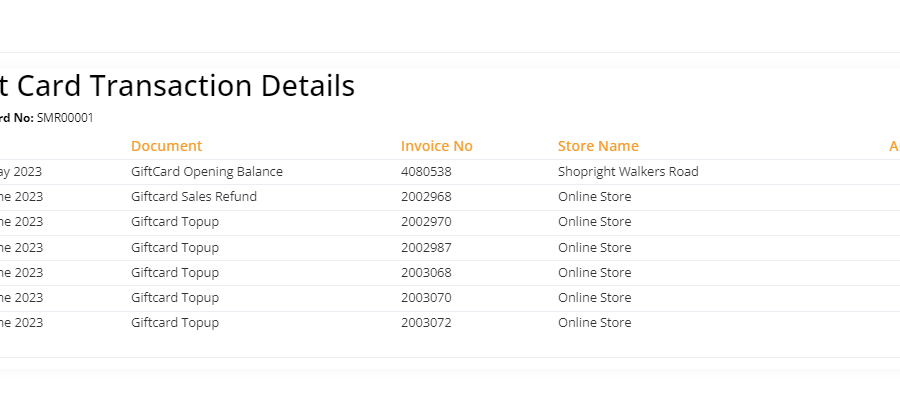 t Card Transaction Details
rd No: SMR00001
Document Invoice No Store Name A
ay 2023 GiftCard Opening Balance 4080538 Shopright Walkers Road
ne 2023 Giftcard Sales Refund 2002968 Online Store
ne 2023 Giftcard Topup 2002970 Online Store
ne 2023 Giftcard Topup 2002987 Online Store
ne 2023 Giftcard Topup 2003068 Online Store
ne 2023 Giftcard Topup 2003070 Online Store
ne 2023 Giftcard Topup 2003072 Online Store